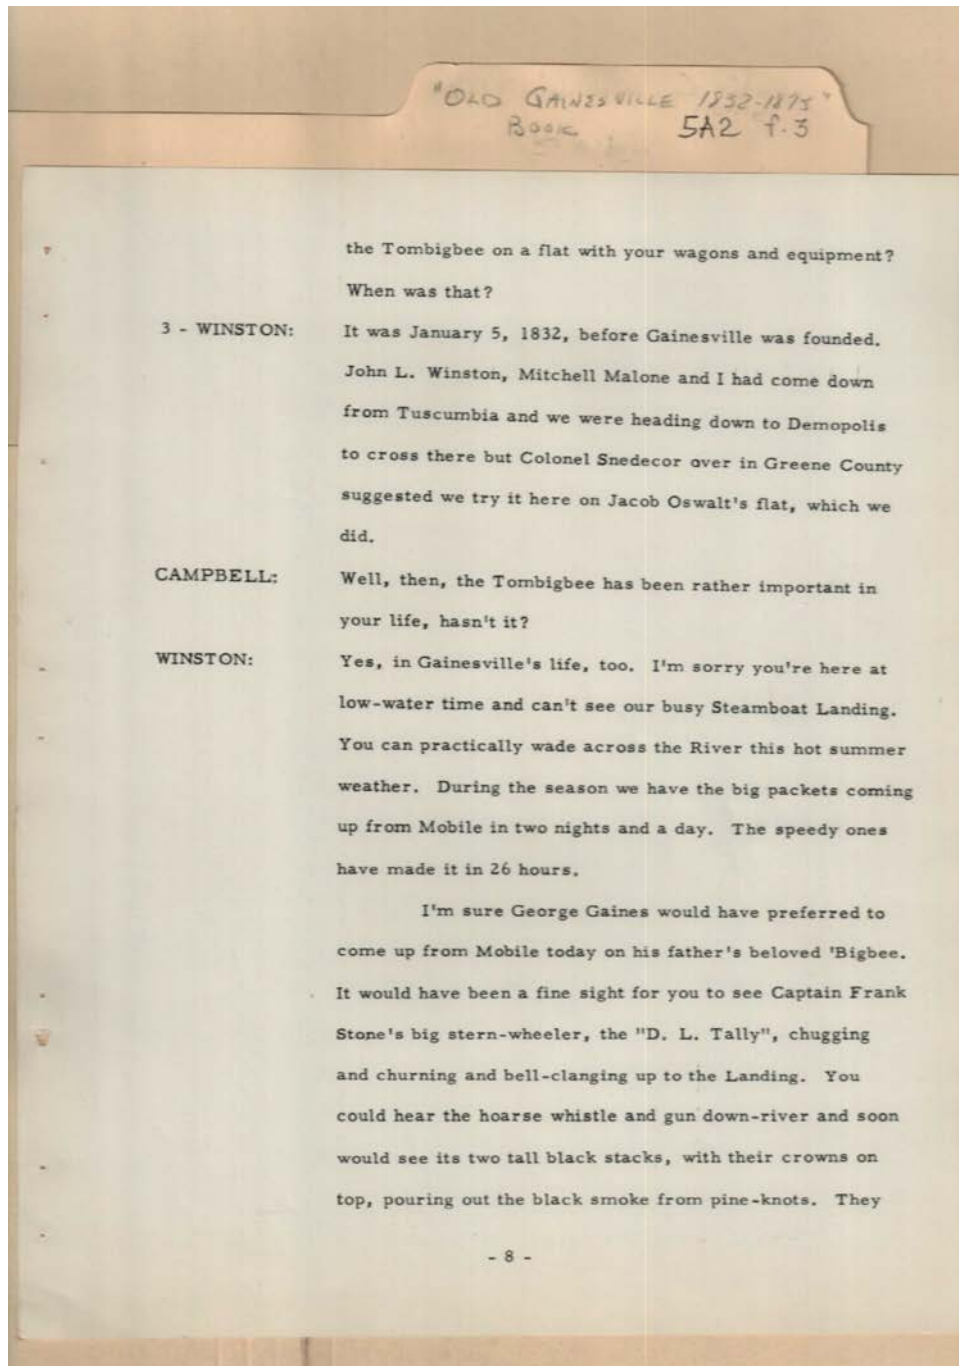 "OLD GAINESVILLE 1832-1875"
BOOK 5A2 f.3
the Tombigbee on a flat with your wagons and equipment?
When was that?
3 - WINSTON: It was January 5, 1832, before Gainesville was founded.
John L. Winston, Mitchell Malone and I had come down
from Tuscumbia and we were heading down to Demopolis
to cross there but Colonel Snedecor over in Greene County
suggested we try it here on Jacob Oswalt's flat, which we
did.
CAMPBELL: Well, then, the Tombigbee has been rather important in
your life, hasn't it?
WINSTON: Yes, in Gainesville's life, too. I'm sorry you're here at
low-water time and can't see our busy Steamboat Landing.
You can practically wade across the River this hot summer
weather. During the season we have the big packets coming
up from Mobile in two nights and a day. The speedy ones
have made it in 26 hours.
I'm sure George Gaines would have preferred to
come up from Mobile today on his father's beloved 'Bigbee.
It would have been a fine sight for you to see Captain Frank
Stone's big stern-wheeler, the "D. L. Tally", chugging
and churning and bell-clanging up to the Landing. You
could hear the hoarse whistle and gun down-river and soon
would see its two tall black stacks, with their crowns on
top, pouring out the black smoke from pine-knots. They
- 8 -